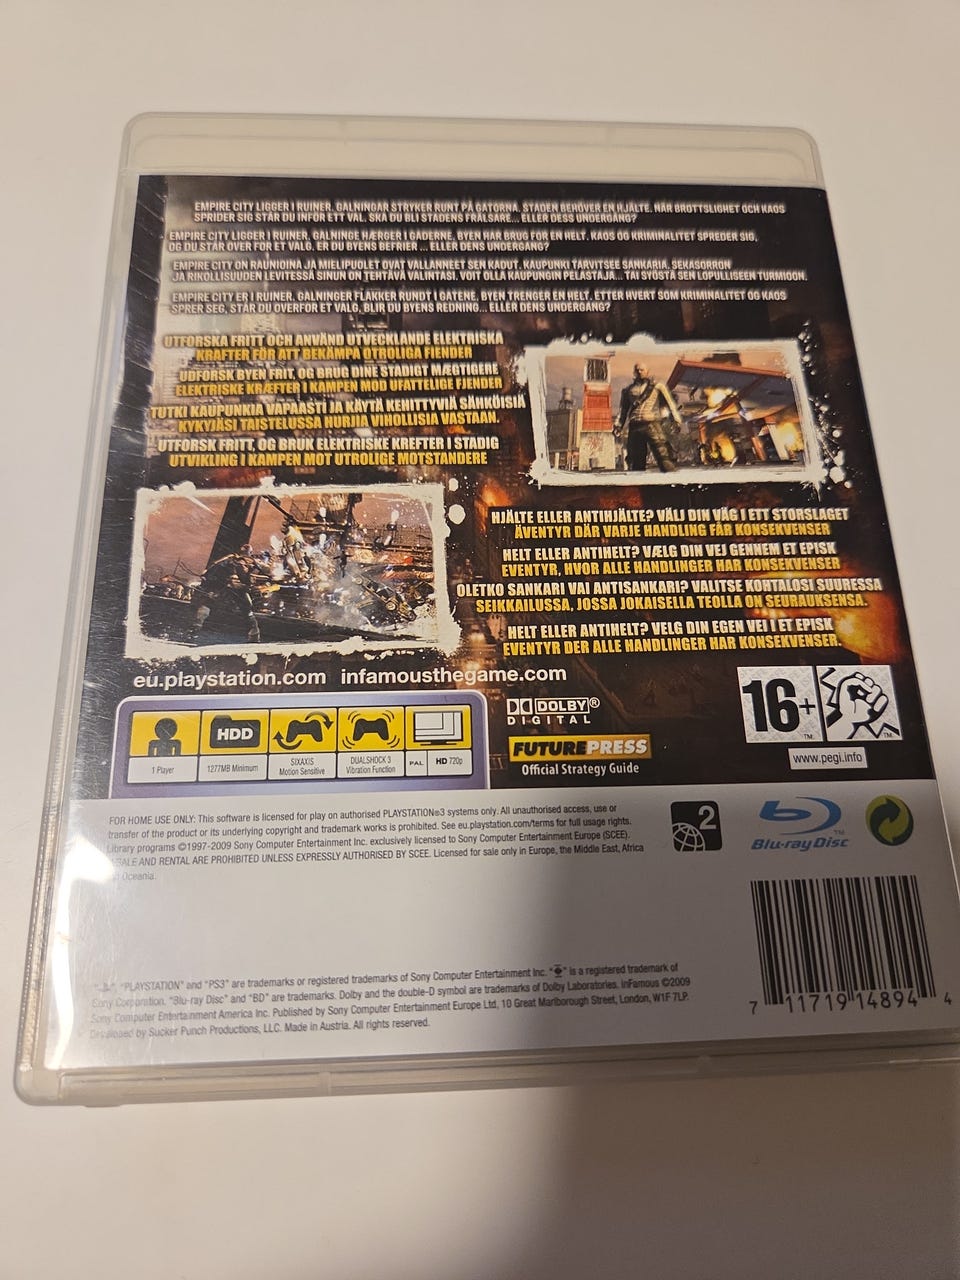 EMPIRE CITY LIGGER I RUINER. GALNINGAR STRYKER RUNT PÅ GATORNA. STADEN BEHÖVER EN HJÄLTE. NÄR BROTTSLIGHET OCH KAOS
SPRIDER SIG STÅR DU INFÖR ETT VAL. SKA DU BLI STADENS FRÄLSARE... ELLER DESS UNDERGÅNG?
EMPIRE CITY LIGGER I RUINER. GALNINGE HÆRGER I GADERNE. BYEN HAR BRUG FOR EN HELT. KAOS OG KRIMINALITET SPREDER SIG,
OG DU STÅR OVER FOR ET VALG. ER DU BYENS BEFRIER ... ELLER DENS UNDERGANG?
EMPIRE CITY ON RAUNIOINA JA MIELIPUOLET OVAT VALLANNEET SEN KADUT. KAUPUNKI TARVITSEE SANKARIA. SEKASORRON
JA RIKOLLISUUDEN LEVITESSÄ SINUN ON TEHTÄVÄ VALINTASI. VOIT OLLA KAUPUNGIN PELASTAJA... TAI SYÖSTÄ SEN LOPULLISEEN TURMIOON.
EMPIRE CITY ER I RUINER. GALNINGER FLAKKER RUNDT I GATENE. BYEN TRENGER EN HELT. ETTER HVERT SOM KRIMINALITET OG KAOS
SPRER SEG, STÅR DU OVERFOR ET VALG. BLIR DU BYENS REDNING... ELLER DENS UNDERGANG?
UTFORSKA FRITT OCH ANVÄND UTVECKLANDE ELEKTRISKA
KRAFTER FÖR ATT BEKÄMPA OTROLIGA FIENDER
UDFORSK BYEN FRIT, OG BRUG DINE STADIGT MÆGTIGERE
ELEKTRISKE KRÆFTER I KAMPEN MOD UFATTELIGE FJENDER
TUTKI KAUPUNKIA VAPAASTI JA KÄYTÄ KEHITTYVIÄ SÄHKÖISIÄ
KYKYJÄSI TAISTELUSSA HURJIA VIHOLLISIA VASTAAN.
UTFORSK FRITT, OG BRUK ELEKTRISKE KREFTER I STADIG
UTVIKLING I KAMPEN MOT UTROLIGE MOTSTANDERE
HJÄLTE ELLER ANTIHJÄLTE? VÄLJ DIN VÄG I ETT STORSLAGET
ÄVENTYR DÄR VARJE HANDLING FÅR KONSEKVENSER
HELT ELLER ANTIHELT? VÆLG DIN VEJ GENNEM ET EPISK
EVENTYR, HVOR ALLE HANDLINGER HAR KONSEKVENSER
OLETKO SANKARI VAI ANTISANKARI? VALITSE KOHTALOSI SUURESSA
SEIKKAILUSSA, JOSSA JOKAISELLA TEOLLA ON SEURAUKSENSA.
HELT ELLER ANTIHELT? VELG DIN EGEN VEI I ET EPISK
EVENTYR DER ALLE HANDLINGER HAR KONSEKVENSER.
eu.playstation.com infamousthegame.com
HDD
1 Player
1277MB Minimum
SIXAXIS
Motion Sensitive
DUALSHOCK 3
Vibration Function
PAL
HD 720p
DOLBY®
DIGITAL
FUTUREPRESS
Official Strategy Guide
16+
TM
TM
www.pegi.info
FOR HOME USE ONLY: This software is licensed for play on authorised PLAYSTATION®3 systems only. All unauthorised access, use or
transfer of the product or its underlying copyright and trademark works is prohibited. See eu.playstation.com/terms for full usage rights.
Library programs ©1997-2009 Sony Computer Entertainment Inc. exclusively licensed to Sony Computer Entertainment Europe (SCEE).
SALE AND RENTAL ARE PROHIBITED UNLESS EXPRESSLY AUTHORISED BY SCEE. Licensed for sale only in Europe, the Middle East, Africa
Oceania.
2
TM
Blu-ray Disc
"PLAYSTATION" and "PS3" are trademarks or registered trademarks of Sony Computer Entertainment Inc. " " is a registered trademark of
Sony Corporation. "Blu-ray Disc" and "BD" are trademarks. Dolby and the double-D symbol are trademarks of Dolby Laboratories. inFamous ©2009
Sony Computer Entertainment America Inc. Published by Sony Computer Entertainment Europe Ltd, 10 Great Marlborough Street, London, W1F 7LP.
Developed by Sucker Punch Productions, LLC. Made in Austria. All rights reserved.
7 11719 14894 4